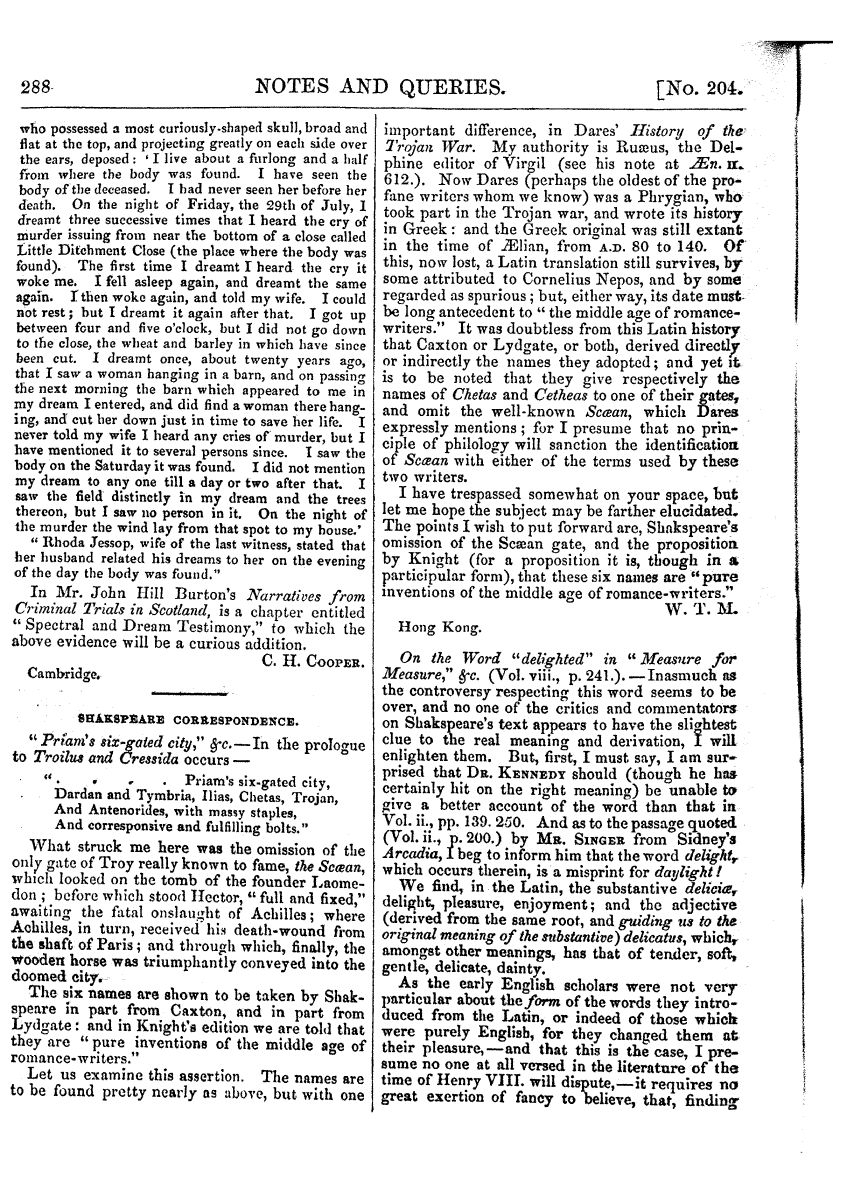 288 NOTES AND QUERIES. [No. 204.
who possessed a most curiously-shaped skull, broad and
flat at the top, and projecting greatly on each side over
the ears, deposed: ‘I live about a furlong and a half
from where the body was found. I have seen the
body of the deceased. I had never seen her before her
death. On the night of Friday, the 29th of July, I
dreamt three successive times that I heard the cry of
murder issuing from near the bottom of a close called
Little Ditchment Close (the place where the body was
found). The first time I dreamt I heard the cry it
woke me. I fell asleep again, and dreamt the same
again. I then woke again, and told my wife. I could
not rest; but I dreamt it again after that. I got up
between four and five o'clock, but I did not go down
to the close, the wheat and barley in which have since
been cut. I dreamt once, about twenty years ago,
that I saw a woman hanging in a barn, and on passing
the next morning the barn which appeared to me in
my dream I entered, and did find a woman there hang-
ing, and cut her down just in time to save her life. I
never told my wife I heard any cries of murder, but I
have mentioned it to several persons since. I saw the
body on the Saturday it was found. I did not mention
my dream to any one till a day or two after that. I
saw the field distinctly in my dream and the trees
thereon, but I saw no person in it. On the night of
the murder the wind lay from that spot to my house.’
“Rhoda Jessop, wife of the last witness, stated that
her husband related his dreams to her on the evening
of the day the body was found.”
In Mr. John Hill Burton's Narratives from
Criminal Trials in Scotland, is a chapter entitled
“Spectral and Dream Testimony,” to which the
above evidence will be a curious addition.
C. H. COOPER.
Cambridge.
SHAKSPEARE CORRESPONDENCE.
“Priam's six-gated city,” &c.—In the prologue
to Troilus and Cressida occurs—
“. . . . Priam's six-gated city,
Dardan and Tymbria, Ilias, Chetas, Trojan,
And Antenorides, with massy staples,
And corresponsive and fulfilling bolts.”
What struck me here was the omission of the
only gate of Troy really known to fame, the Scæan,
which looked on the tomb of the founder Laome-
don; before which stood Hector, “full and fixed,”
awaiting the fatal onslaught of Achilles; where
Achilles, in turn, received his death-wound from
the shaft of Paris; and through which, finally, the
wooden horse was triumphantly conveyed into the
doomed city.
The six names are shown to be taken by Shak-
speare in part from Caxton, and in part from
Lydgate: and in Knight's edition we are told that
they are “pure inventions of the middle age of
romance-writers.”
Let us examine this assertion. The names are
to be found pretty nearly as above, but with one
important difference, in Dares' History of the
Trojan War. My authority is Ruæus, the Del-
phine editor of Virgil (see his note at Æn. II.
612.). Now Dares (perhaps the oldest of the pro-
fane writers whom we know) was a Phrygian, who
took part in the Trojan war, and wrote its history
in Greek: and the Greek original was still extant
in the time of Ælian, from A.D. 80 to 140. Of
this, now lost, a Latin translation still survives, by
some attributed to Cornelius Nepos, and by some
regarded as spurious; but, either way, its date must
be long antecedent to “the middle age of romance-
writers.” It was doubtless from this Latin history
that Caxton or Lydgate, or both, derived directly
or indirectly the names they adopted; and yet it
is to be noted that they give respectively the
names of Chetas and Cetheas to one of their gates,
and omit the well-known Scæan, which Dares
expressly mentions; for I presume that no prin-
ciple of philology will sanction the identification
of Scæan with either of the terms used by these
two writers.
I have trespassed somewhat on your space, but
let me hope the subject may be farther elucidated.
The points I wish to put forward are, Shakspeare's
omission of the Scæan gate, and the proposition
by Knight (for a proposition it is, though in a
participular form), that these six names are “pure
inventions of the middle age of romance-writers.”
W. T. M.
Hong Kong.
On the Word “delighted” in “Measure for
Measure,” &c. (Vol. viii., p. 241.).—Inasmuch as
the controversy respecting this word seems to be
over, and no one of the critics and commentators
on Shakspeare's text appears to have the slightest
clue to the real meaning and derivation, I will
enlighten them. But, first, I must say, I am sur-
prised that DR. KENNEDY should (though he has
certainly hit on the right meaning) be unable to
give a better account of the word than that in
Vol. ii., pp. 139. 250. And as to the passage quoted
(Vol. ii., p. 200.) by MR. SINGER from Sidney's
Arcadia, I beg to inform him that the word delight,
which occurs therein, is a misprint for daylight!
We find, in the Latin, the substantive deliciæ,
delight, pleasure, enjoyment; and the adjective
(derived from the same root, and guiding us to the
original meaning of the substantive) delicatus, which,
amongst other meanings, has that of tender, soft,
gentle, delicate, dainty.
As the early English scholars were not very
particular about the form of the words they intro-
duced from the Latin, or indeed of those which
were purely English, for they changed them at
their pleasure,—and that this is the case, I pre-
sume no one at all versed in the literature of the
time of Henry VIII. will dispute,—it requires no
great exertion of fancy to believe, that, finding